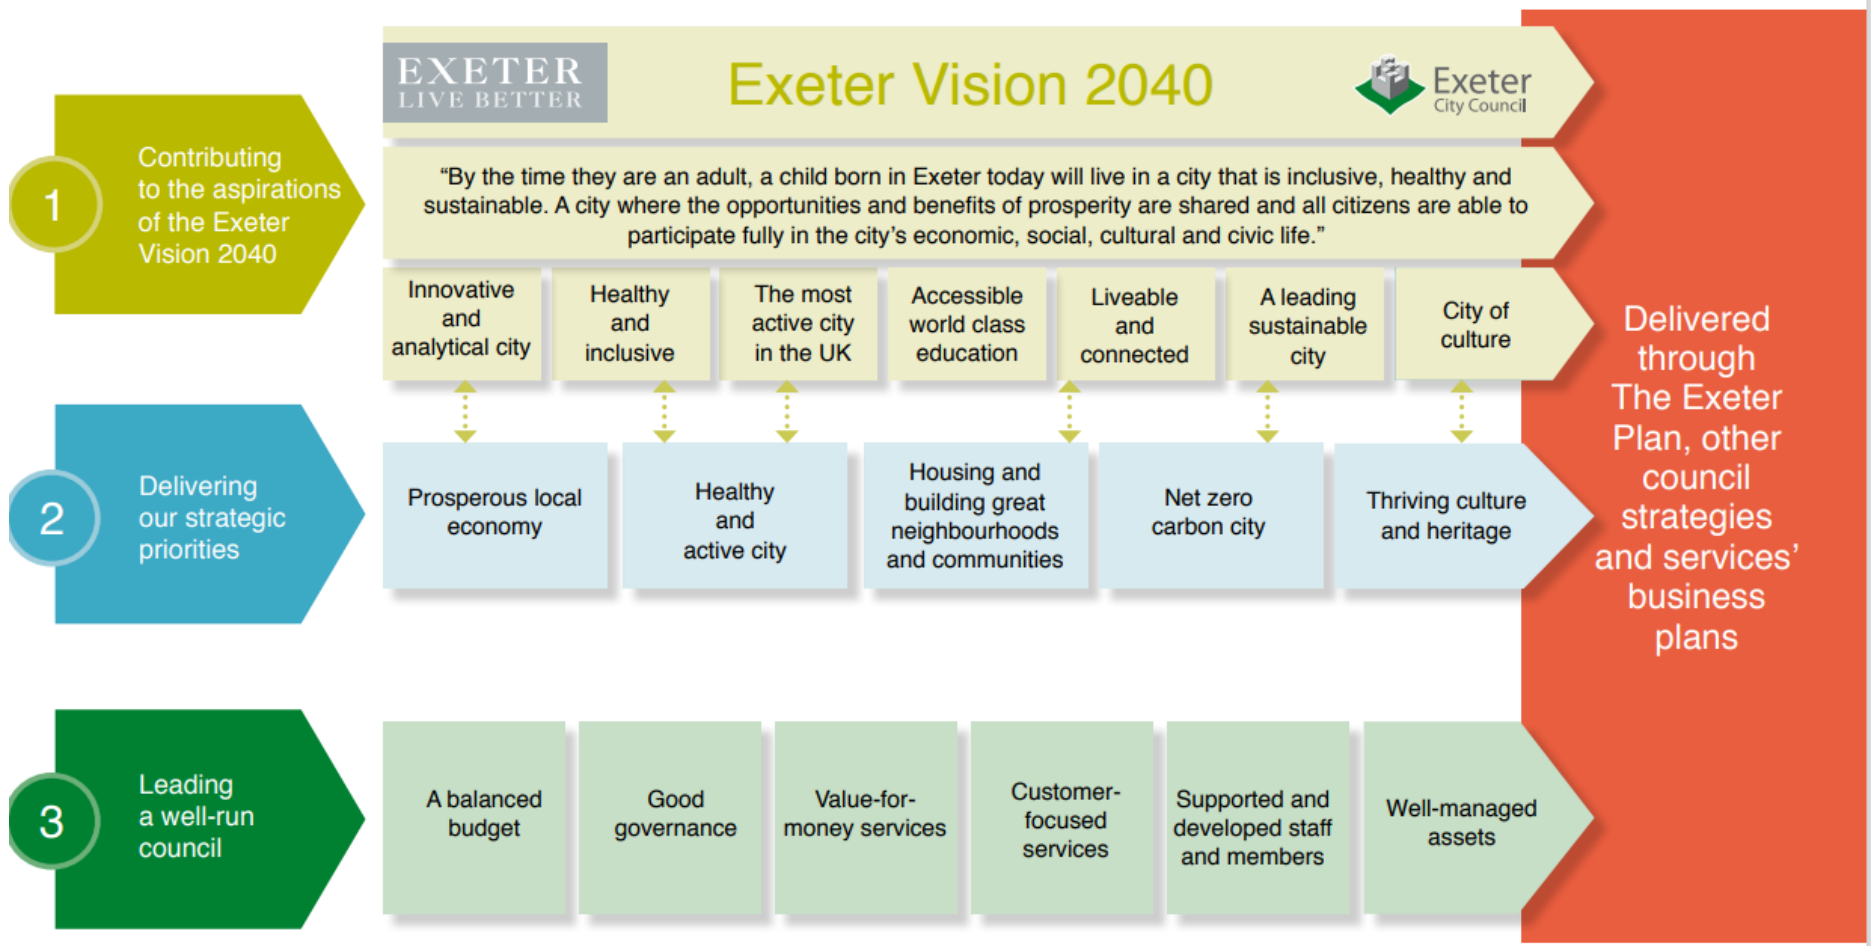 EXETER
LIVE BETTER
Exeter Vision 2040
Exeter
City Council
1
Contributing
to the aspirations
of the Exeter
Vision 2040
“By the time they are an adult, a child born in Exeter today will live in a city that is inclusive, healthy and
sustainable. A city where the opportunities and benefits of prosperity are shared and all citizens are able to
participate fully in the city’s economic, social, cultural and civic life.”
Innovative
and
analytical city
Healthy
and
inclusive
The most
active city
in the UK
Accessible
world class
education
Liveable
and
connected
A leading
sustainable
city
City of
culture
2
Delivering
our strategic
priorities
Prosperous local
economy
Healthy
and
active city
Housing and
building great
neighbourhoods
and communities
Net zero
carbon city
Thriving culture
and heritage
3
Leading
a well-run
council
A balanced
budget
Good
governance
Value-for-
money services
Customer-
focused
services
Supported and
developed staff
and members
Well-managed
assets
Delivered
through
The Exeter
Plan, other
council
strategies
and services’
business
plans